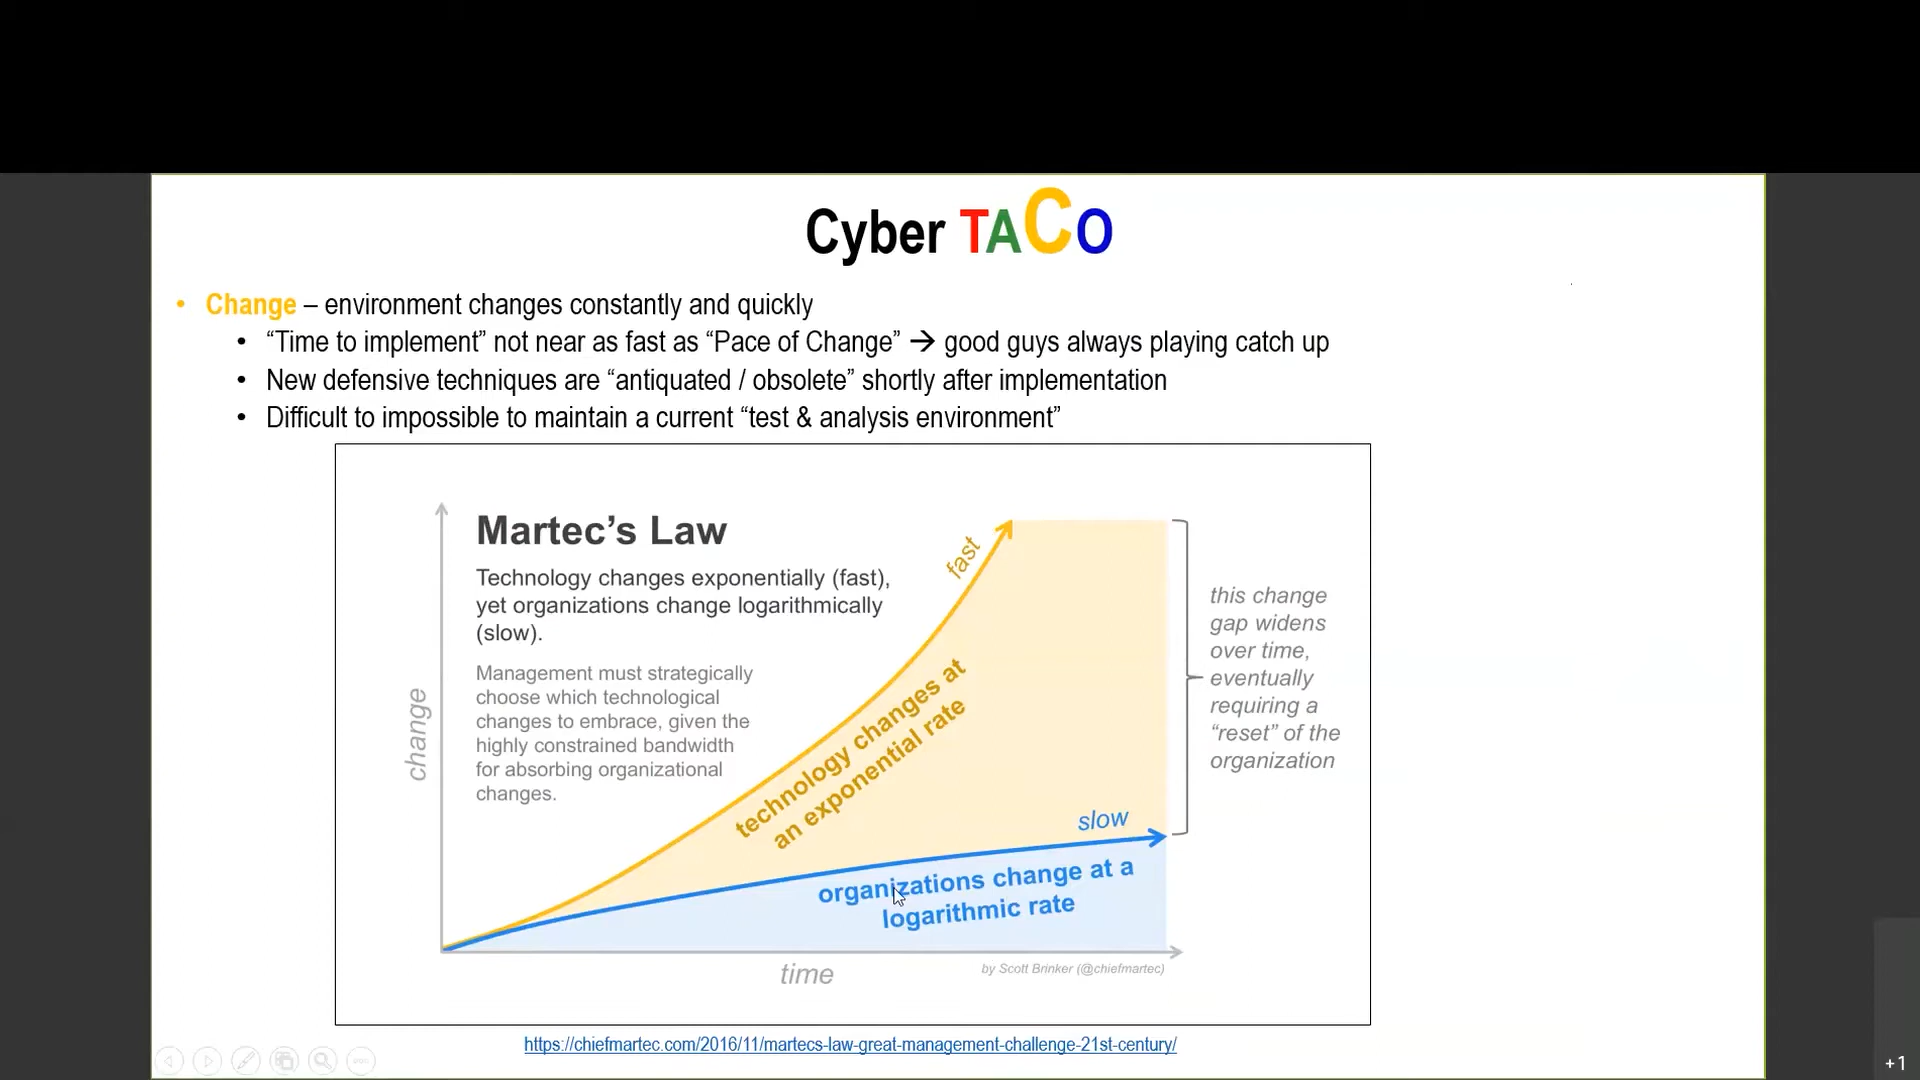 Cyber TACO
• Change – environment changes constantly and quickly
• “Time to implement” not near as fast as “Pace of Change” → good guys always playing catch up
• New defensive techniques are “antiquated / obsolete” shortly after implementation
• Difficult to impossible to maintain a current “test & analysis environment”
Martec’s Law
Technology changes exponentially (fast),
yet organizations change logarithmically
(slow).
Management must strategically
choose which technological
changes to embrace, given the
highly constrained bandwidth
for absorbing organizational
changes.
change
fast
technology changes at
an exponential rate
slow
organizations change at a
logarithmic rate
this change
gap widens
over time,
eventually
requiring a
“reset” of the
organization
time
by Scott Brinker (@chiefmartec)
https://chiefmartec.com/2016/11/martecs-law-great-management-challenge-21st-century/
+1